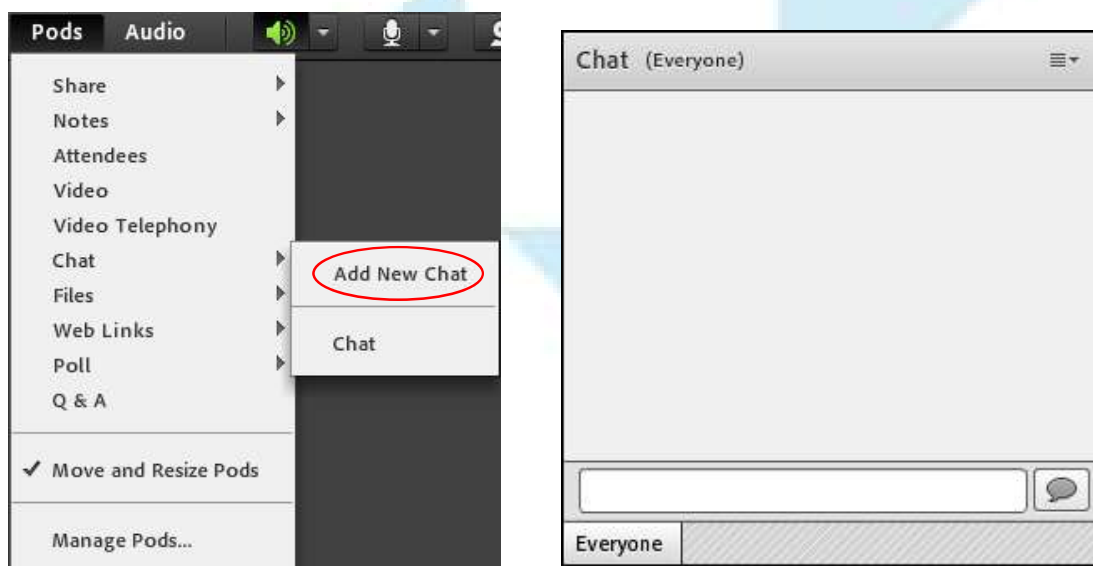 Pods Audio
Share
Notes
Attendees
Video
Video Telephony
Chat
Files
Web Links
Poll
Q & A
Move and Resize Pods
Manage Pods...
Add New Chat
Chat
Chat (Everyone)
Everyone